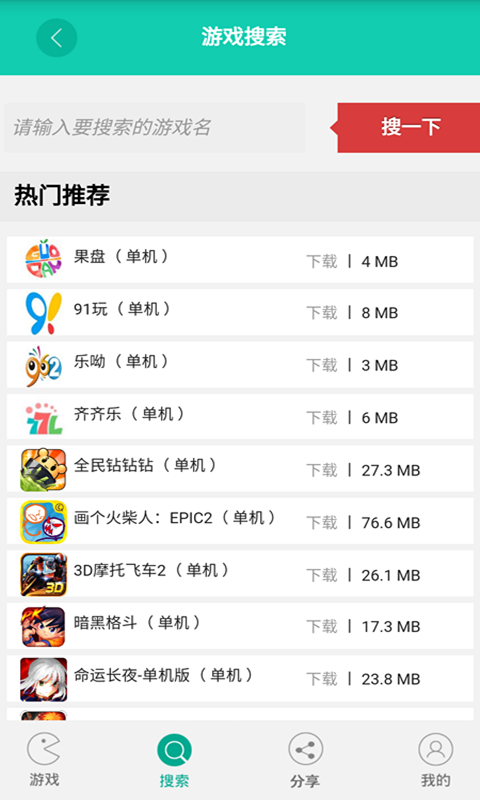 游戏搜索
请输入要搜索的游戏名
搜一下
热门推荐
果盘（单机） 下载 | 4 MB
91玩（单机） 下载 | 8 MB
乐呦（单机） 下载 | 3 MB
齐齐乐（单机） 下载 | 6 MB
全民钻钻钻（单机） 下载 | 27.3 MB
画个火柴人：EPIC2（单机） 下载 | 76.6 MB
3D摩托飞车2（单机） 下载 | 26.1 MB
暗黑格斗（单机） 下载 | 17.3 MB
命运长夜-单机版（单机） 下载 | 23.8 MB
游戏 搜索 分享 我的